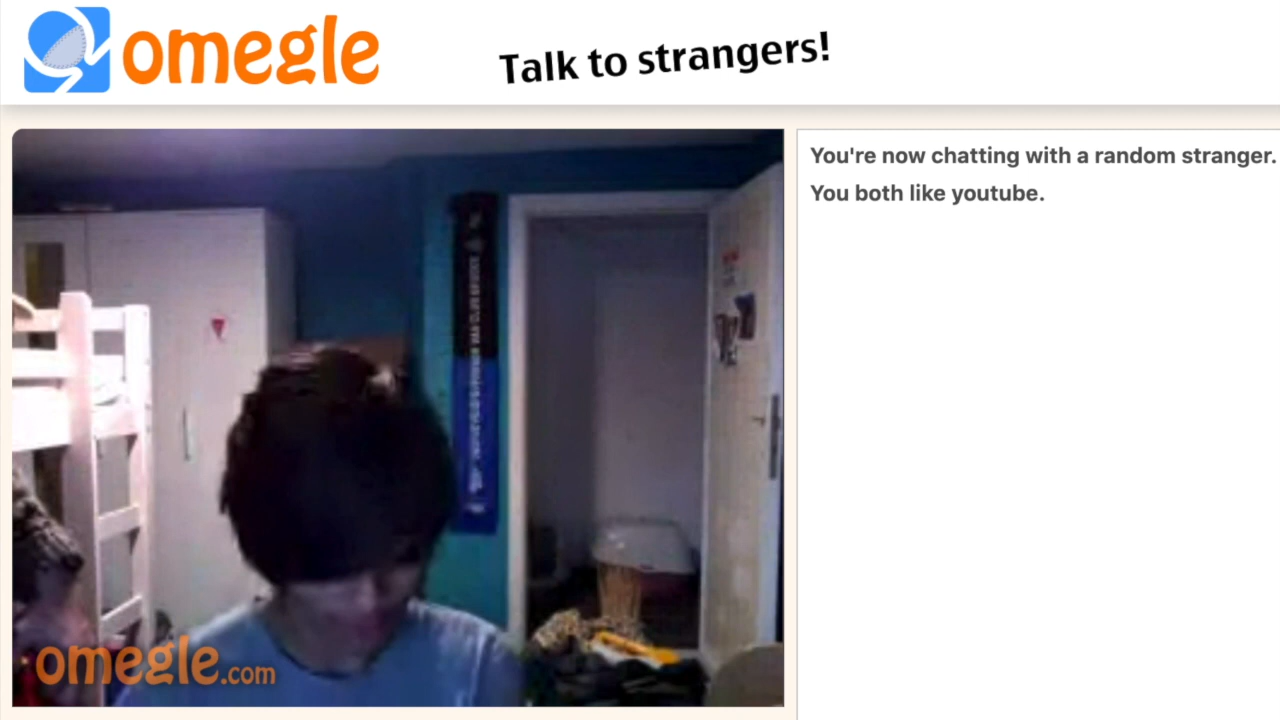 omegle
Talk to strangers!
You're now chatting with a random stranger.
You both like youtube.
omegle.com